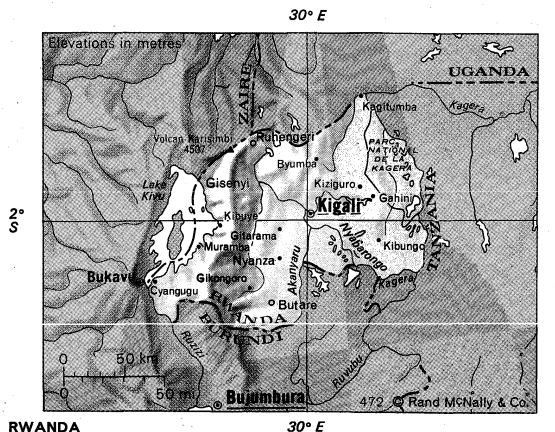 30° E
Elevations in metres
UGANDA
ZAIRE
Kagitumba
Kagera
Volcan Karisimbi
4507
Ruhengeri
PARC
NATIONAL
DE LA
KAGERA
Byumba
Lake
Kivu
Gisenyi
Kiziguro
Gahini
Kigali
2°
S
Kibuye
TANZANIA
Gitarama
Nyabarongo
Muramba
Kibungo
Nyanza
Akanyaru
Bukavu
Gikongoro
Cyangugu
Kagera
RWANDA
Butare
BURUNDI
Ruzizi
0 50 km
Ruvubu
0 50 mi
Bujumbura
472 © Rand McNally & Co.
RWANDA
30° E